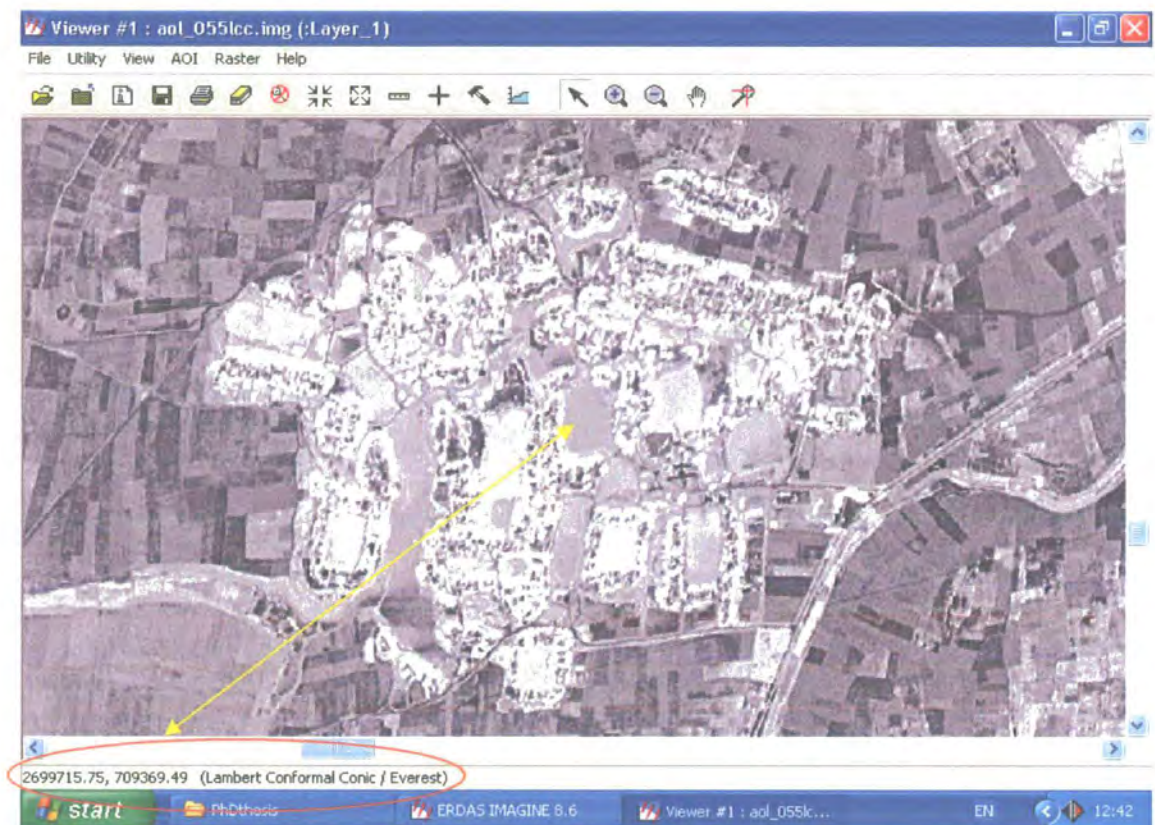 Viewer #1 : aol_055lcc.img (:Layer_1)
File Utility View AOI Raster Help
2699715.75, 709369.49 (Lambert Conformal Conic / Everest)
start PhDthesis ERDAS IMAGINE 8.6 Viewer #1 : aol_055lc... EN 12:42